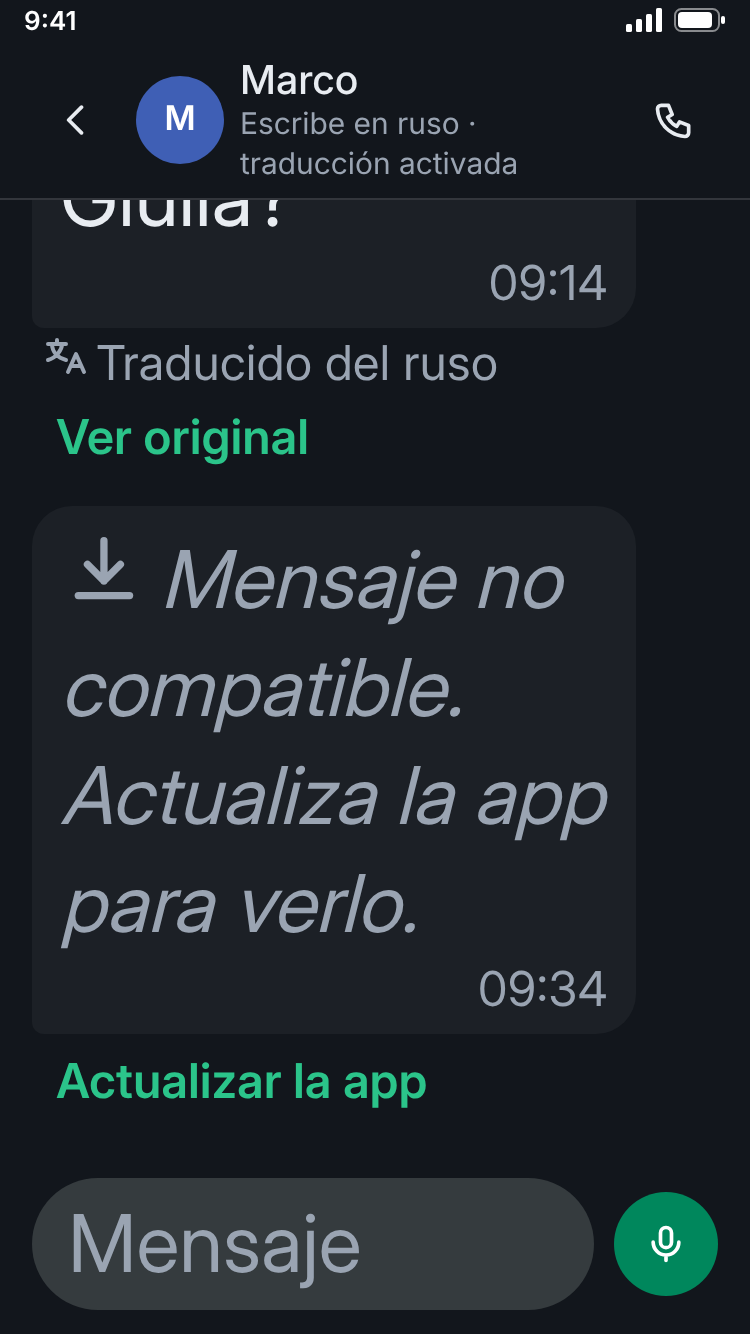 9:41
M
Marco
Escribe en ruso ·
traducción activada
Giulia?
09:14
Traducido del ruso
Ver original
Mensaje no
compatible.
Actualiza la app
para verlo.
09:34
Actualizar la app
Mensaje